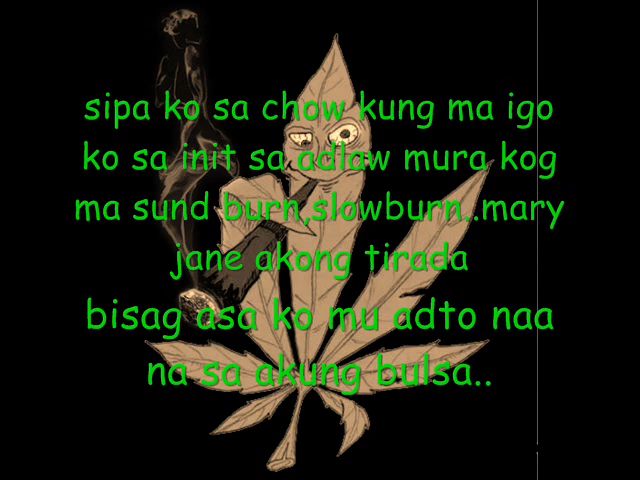 sipa ko sa chow kung ma igo
ko sa init sa adlaw mura kog
ma sund burn,slowburn..mary
jane akong tirada
bisag asa ko mu adto naa
na sa akung bulsa..